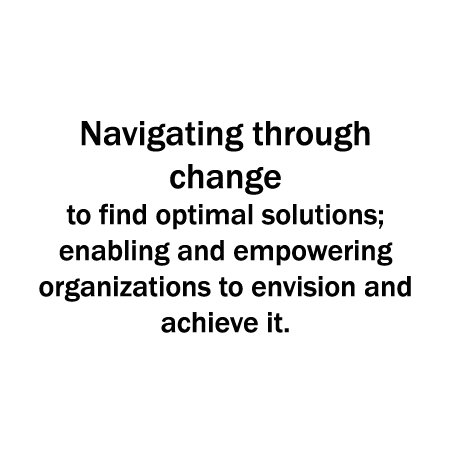 Navigating through
change
to find optimal solutions;
enabling and empowering
organizations to envision and
achieve it.